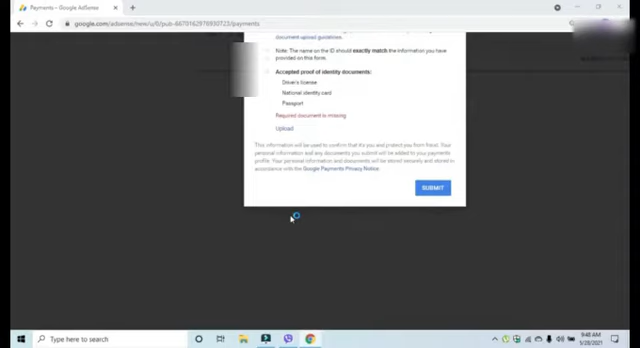 Payments – Google AdSense
google.com/adsense/new/u/0/pub-6670162976930723/payments
document upload guidelines.
Note: The name on the ID should exactly match the information you have
provided on this form.
Accepted proof of identity documents:
Driver's license
National identity card
Passport
Required document is missing
Upload
This information will be used to confirm that it's you and protect you from fraud. Your
personal information and any documents you submit will be added to your payments
profile. Your personal information and documents will be stored securely and stored in
accordance with the Google Payments Privacy Notice.
SUBMIT
Type here to search
9:48 AM
5/28/2021